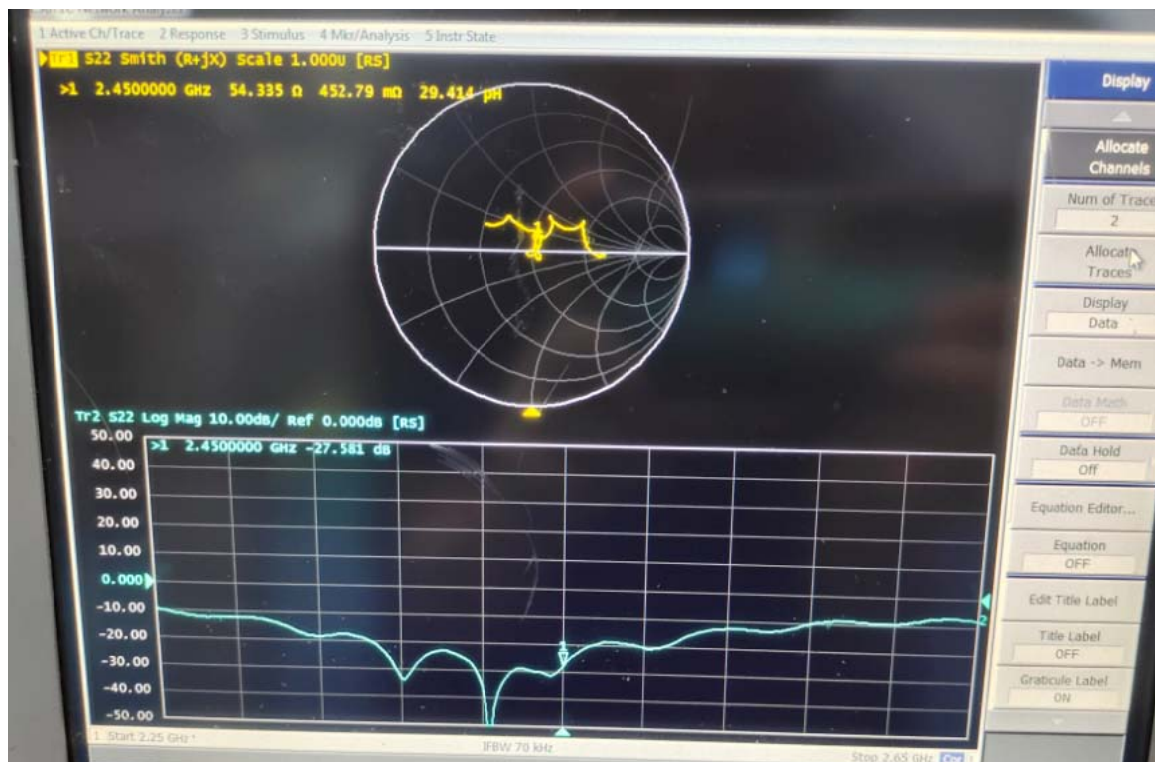 1 Active Ch/Trace 2 Response 3 Stimulus 4 Mkr/Analysis 5 Instr State
Tr1 S22 Smith (R+jX) Scale 1.000U [RS]
>1 2.4500000 GHz 54.335 Ω 452.79 mΩ 29.414 pH
Tr2 S22 Log Mag 10.00dB/ Ref 0.000dB [RS]
50.00
>1 2.4500000 GHz -27.581 dB
40.00
30.00
20.00
10.00
0.000
-10.00
-20.00
-30.00
-40.00
-50.00
1
2
1 Start 2.25 GHz
IFBW 70 kHz
Stop 2.65 GHz
Display
Allocate
Channels
Num of Trace
2
Allocate
Traces
Display
Data
Data -> Mem
Data Math
OFF
Data Hold
Off
Equation Editor...
Equation
OFF
Edit Title Label
Title Label
OFF
Graticule Label
ON